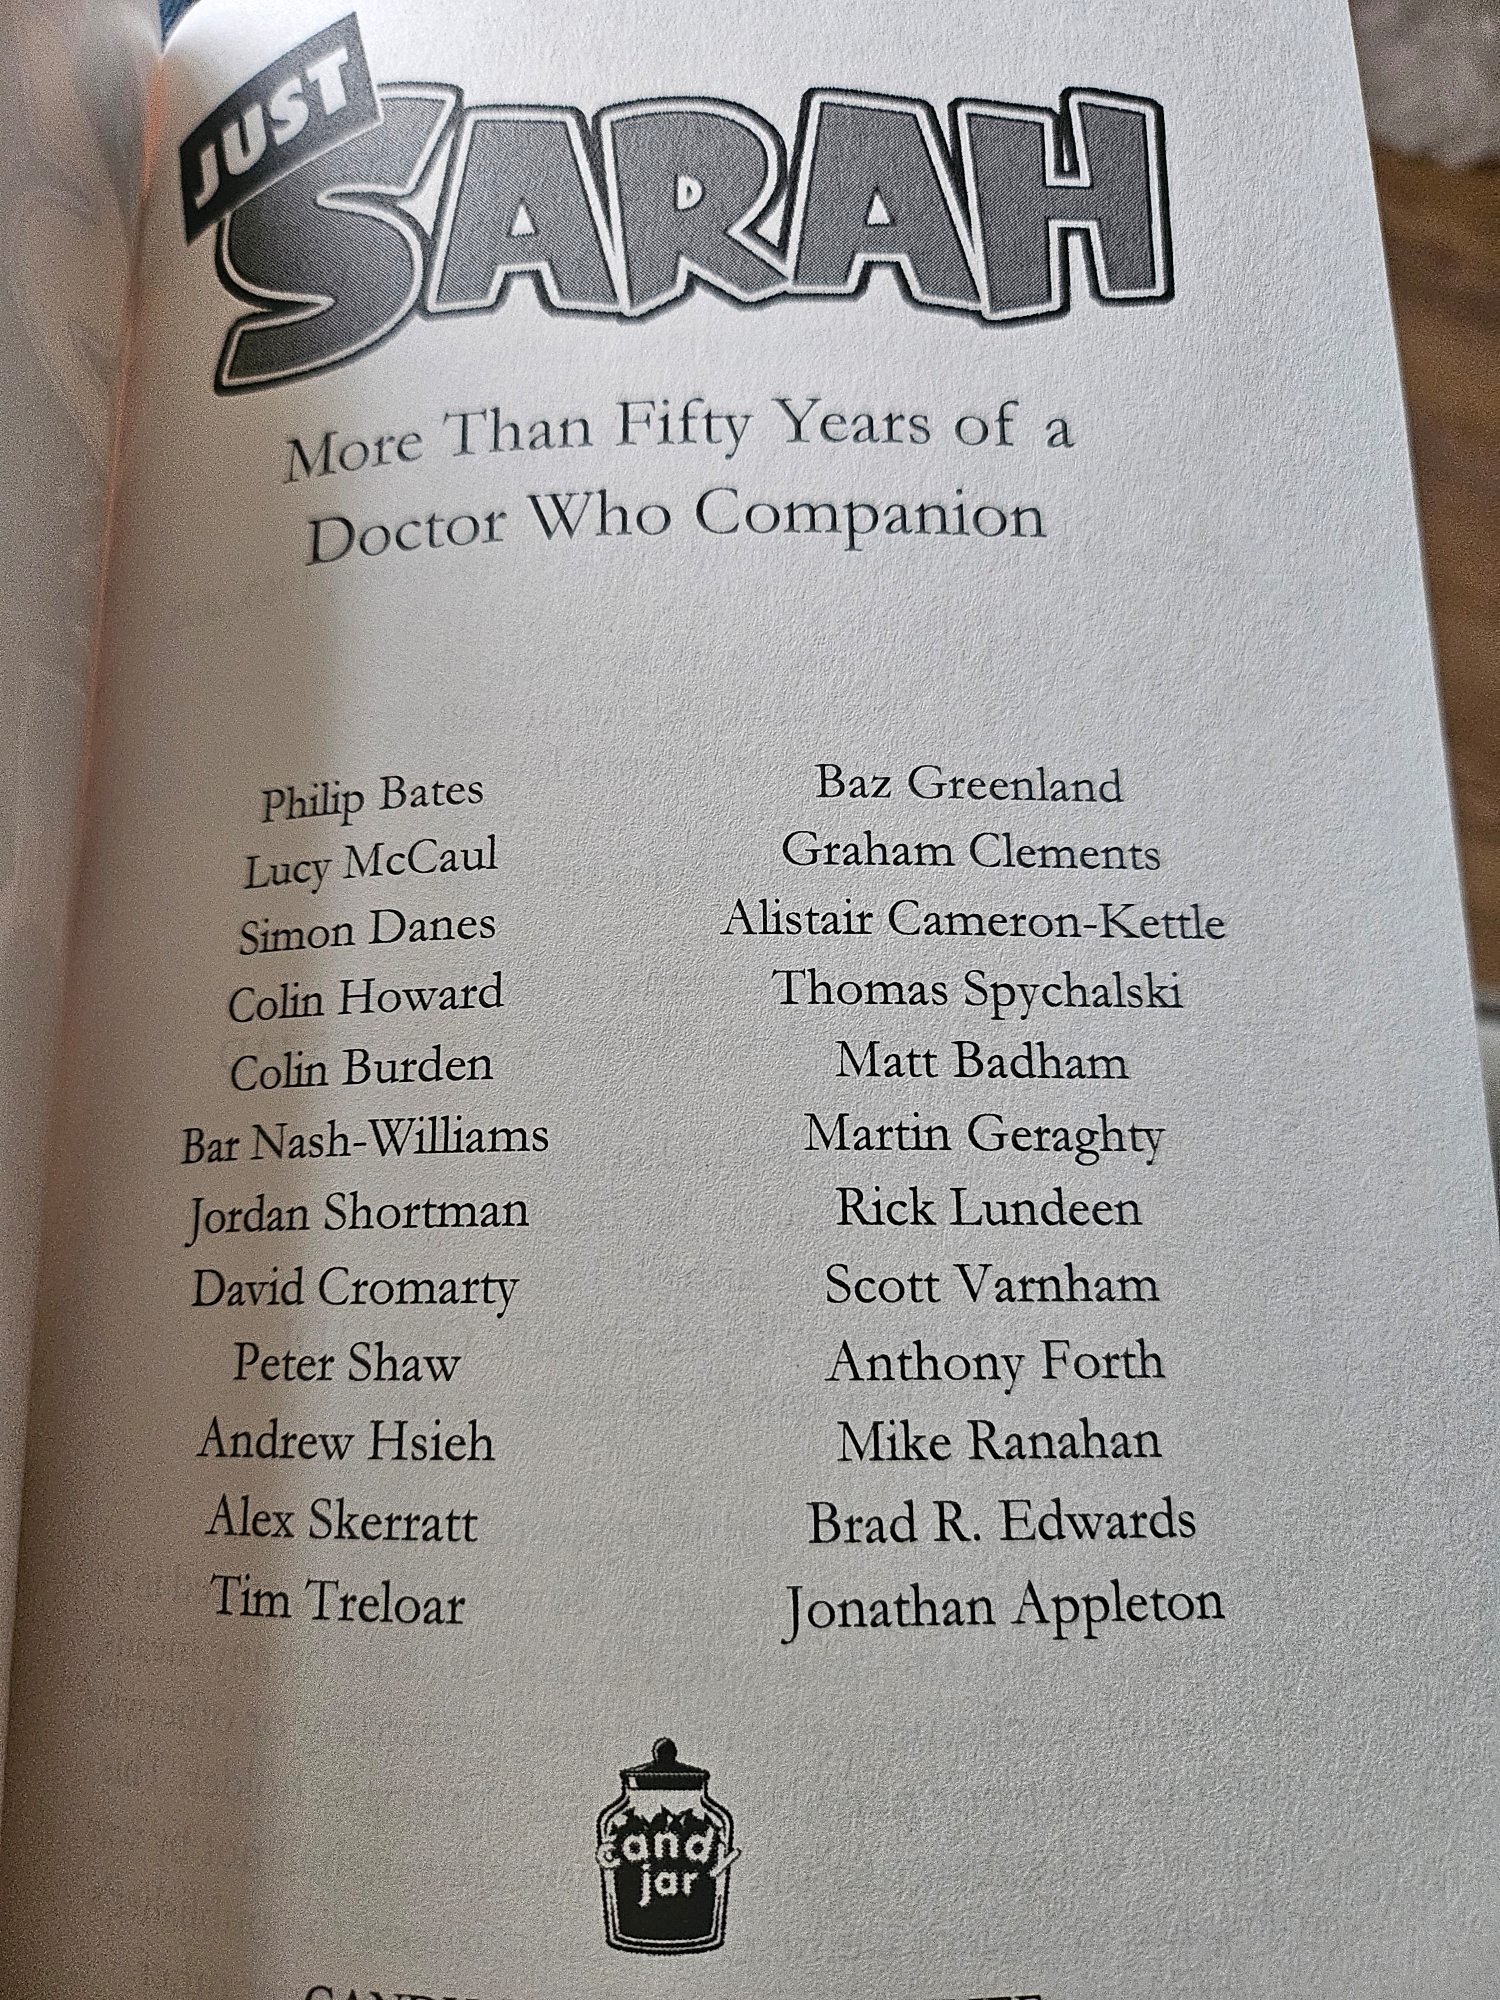 JUST
SARAH
More Than Fifty Years of a
Doctor Who Companion
Philip Bates
Lucy McCaul
Simon Danes
Colin Howard
Colin Burden
Bar Nash-Williams
Jordan Shortman
David Cromarty
Peter Shaw
Andrew Hsieh
Alex Skerratt
Tim Treloar
Baz Greenland
Graham Clements
Alistair Cameron-Kettle
Thomas Spychalski
Matt Badham
Martin Geraghty
Rick Lundeen
Scott Varnham
Anthony Forth
Mike Ranahan
Brad R. Edwards
Jonathan Appleton
candy
jar